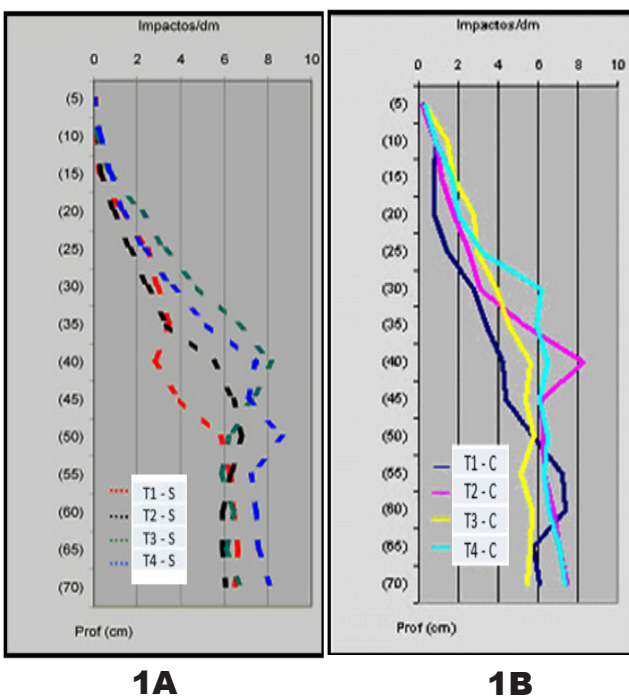 Impactos/dm
0 2 4 6 8 10
(5)
(10)
(15)
(20)
(25)
(30)
(35)
(40)
(45)
(50)
(55)
(60)
(65)
(70)
T1 - S
T2 - S
T3 - S
T4 - S
Prof (cm)
1A
Impactos/dm
0 2 4 6 8 10
(5)
(10)
(15)
(20)
(25)
(30)
(35)
(40)
(45)
(50)
(55)
(60)
(65)
(70)
T1 - C
T2 - C
T3 - C
T4 - C
Prof (cm)
1B